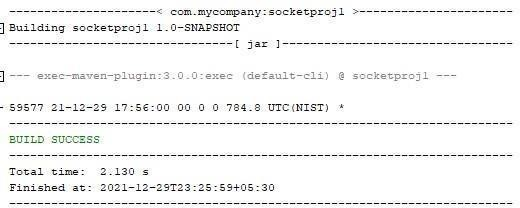 -----------------------< com.mycompany:socketproj1 >-----------------------
Building socketproj1 1.0-SNAPSHOT
--------------------------------[ jar ]---------------------------------
--- exec-maven-plugin:3.0.0:exec (default-cli) @ socketproj1 ---
59577 21-12-29 17:56:00 00 0 0 784.8 UTC(NIST) *
------------------------------------------------------------------------
BUILD SUCCESS
------------------------------------------------------------------------
Total time:  2.130 s
Finished at: 2021-12-29T23:25:59+05:30
------------------------------------------------------------------------